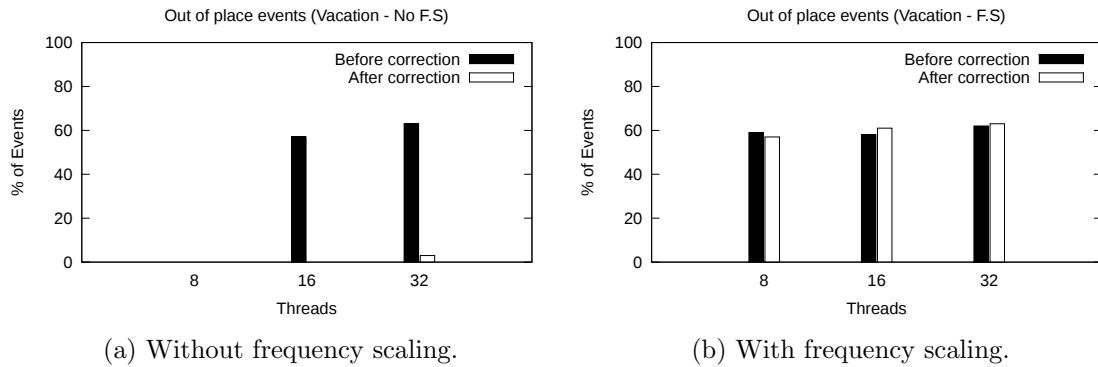 Out of place events (Vacation - No F.S)
100
80
60
40
20
0
% of Events
Before correction
After correction
8 16 32
Threads
(a) Without frequency scaling.
Out of place events (Vacation - F.S)
100
80
60
40
20
0
% of Events
Before correction
After correction
8 16 32
Threads
(b) With frequency scaling.